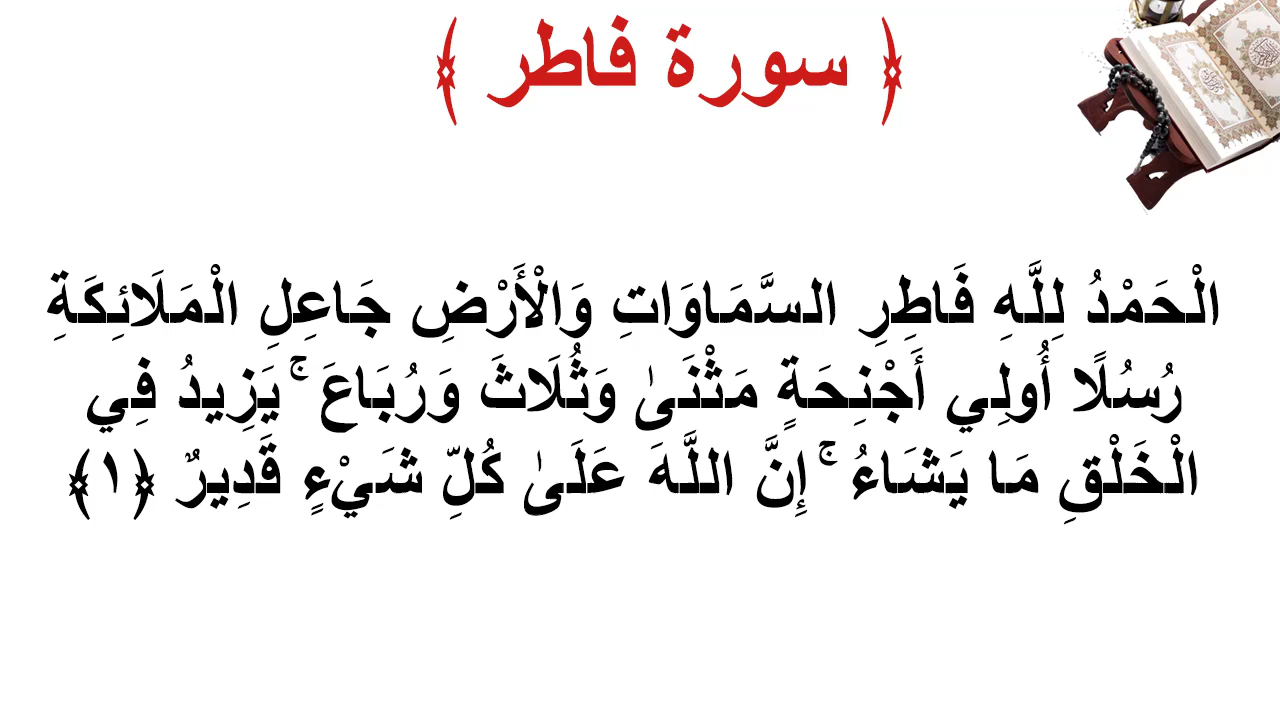 ﴿ سورة فاطر ﴾
الْحَمْدُ لِلَّهِ فَاطِرِ السَّمَاوَاتِ وَالْأَرْضِ جَاعِلِ الْمَلَائِكَةِ
رُسُلًا أُولِي أَجْنِحَةٍ مَثْنَىٰ وَثُلَاثَ وَرُبَاعَ ۚ يَزِيدُ فِي
الْخَلْقِ مَا يَشَاءُ ۚ إِنَّ اللَّهَ عَلَىٰ كُلِّ شَيْءٍ قَدِيرٌ ﴿١﴾